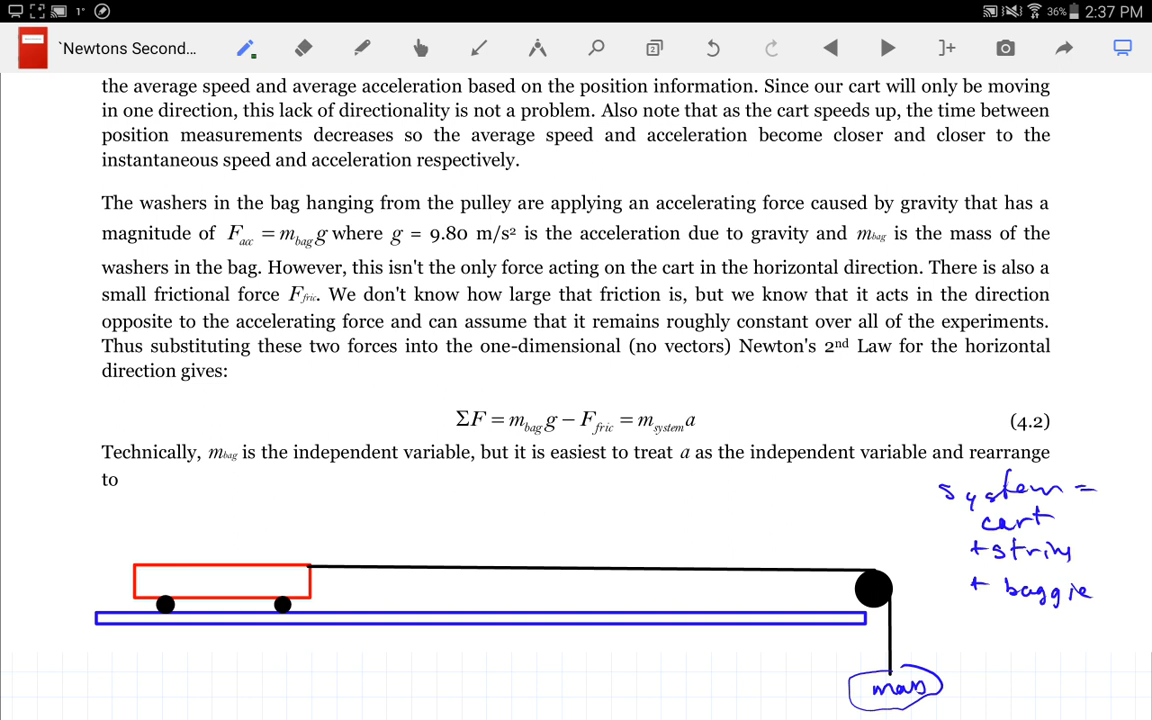 1° 36% 2:37 PM
`Newtons Second...
2
the average speed and average acceleration based on the position information. Since our cart will only be moving
in one direction, this lack of directionality is not a problem. Also note that as the cart speeds up, the time between
position measurements decreases so the average speed and acceleration become closer and closer to the
instantaneous speed and acceleration respectively.
The washers in the bag hanging from the pulley are applying an accelerating force caused by gravity that has a
magnitude of F_acc = m_bag g where g = 9.80 m/s² is the acceleration due to gravity and m_bag is the mass of the
washers in the bag. However, this isn't the only force acting on the cart in the horizontal direction. There is also a
small frictional force F_fric. We don't know how large that friction is, but we know that it acts in the direction
opposite to the accelerating force and can assume that it remains roughly constant over all of the experiments.
Thus substituting these two forces into the one-dimensional (no vectors) Newton's 2nd Law for the horizontal
direction gives:
ΣF = m_bag g − F_fric = m_system a (4.2)
Technically, m_bag is the independent variable, but it is easiest to treat a as the independent variable and rearrange
to
system =
cart
+ string
+ baggie
mass